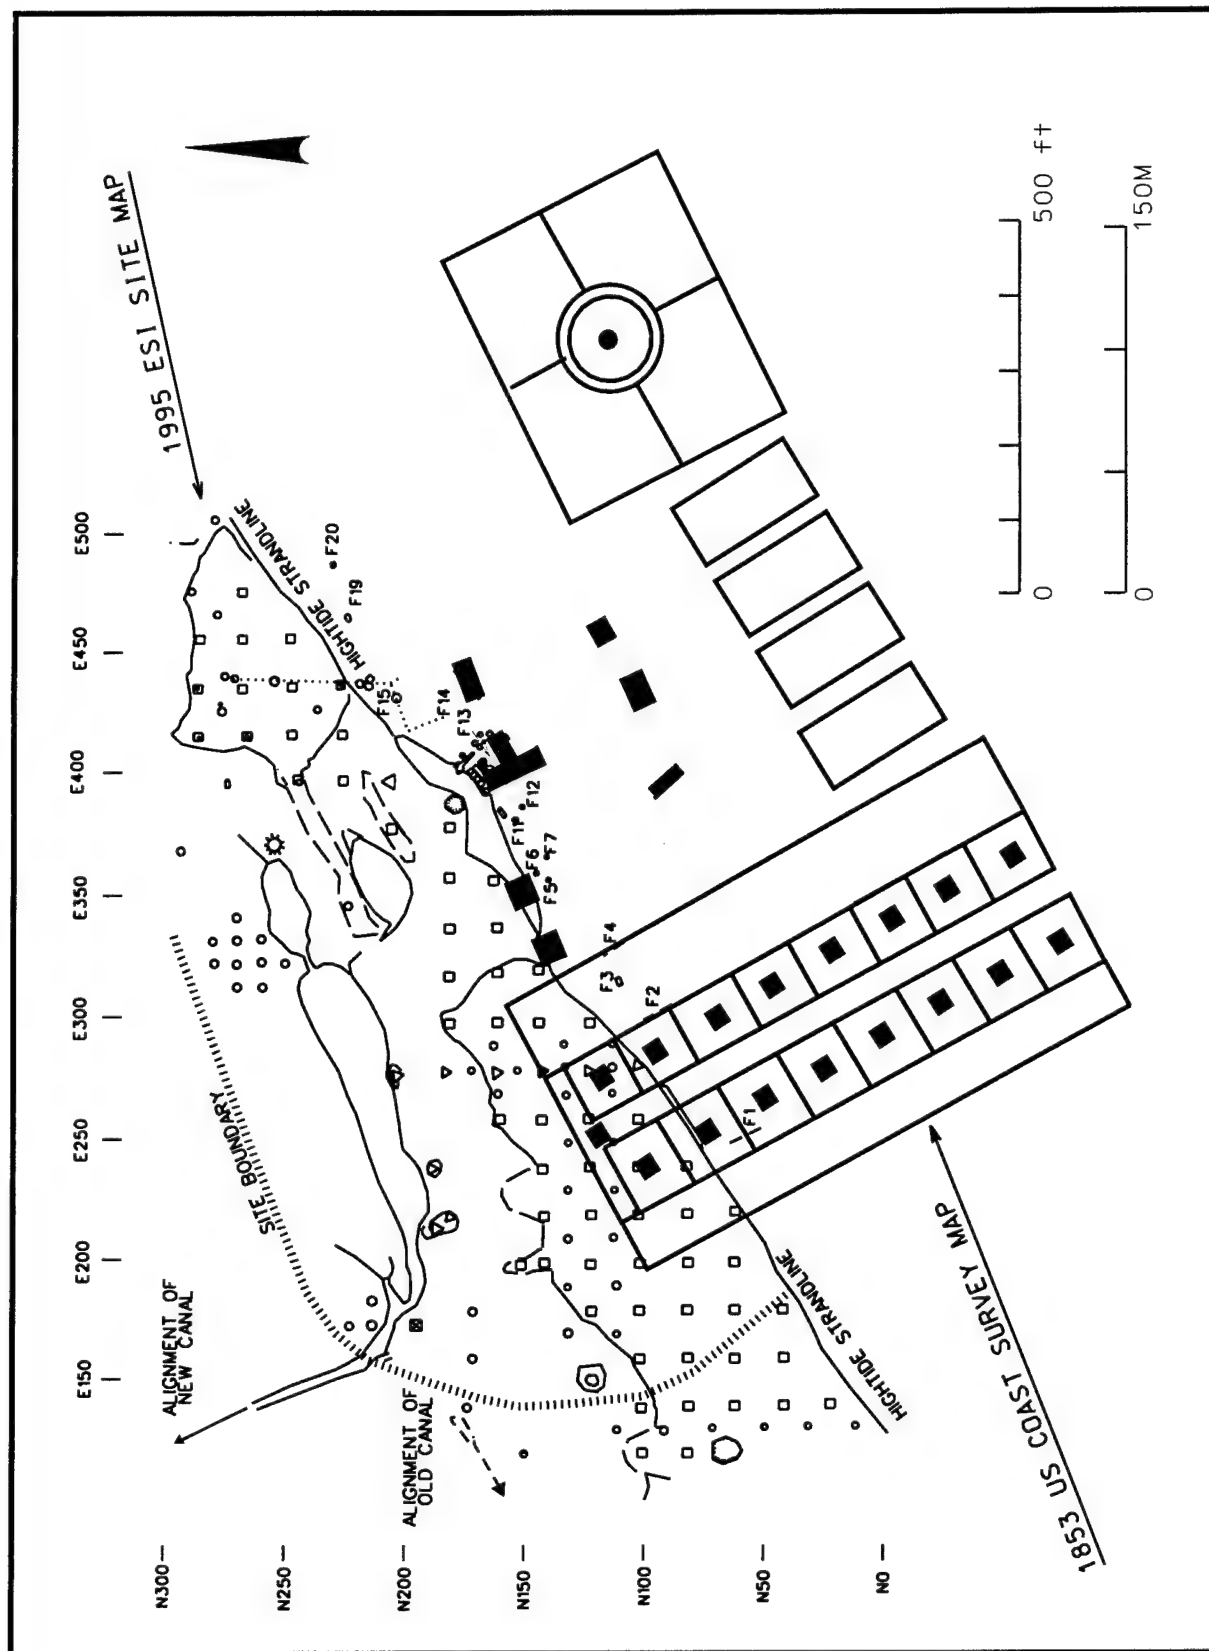 1995 ESI SITE MAP
E500
E450
E400
E350
E300
E250
E200
E150
HIGHTIDE STRANDLINE
F20
F19
F15
F14
F13
F12
F11
F7
F6
F5
F4
F3
F2
F1
SITE BOUNDARY
ALIGNMENT OF
NEW CANAL
ALIGNMENT OF
OLD CANAL
HIGHTIDE STRANDLINE
1853 US COAST SURVEY MAP
N300
N250
N200
N150
N100
N50
N0
0
500 ft
0
150M